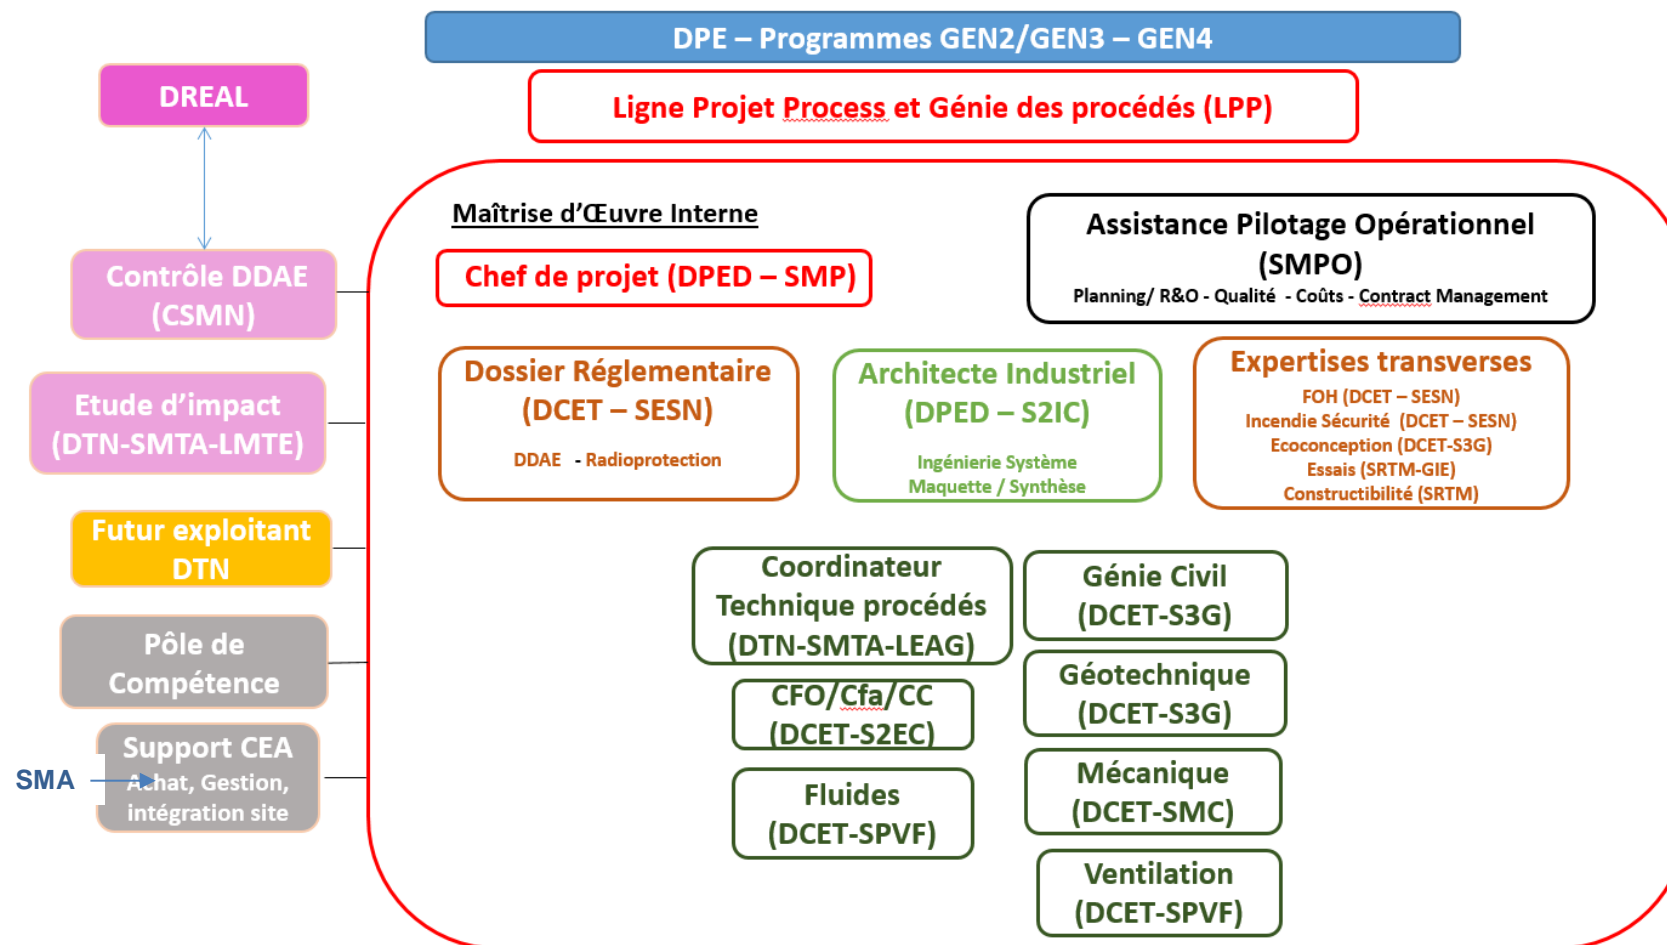 DPE – Programmes GEN2/GEN3 – GEN4
Ligne Projet Process et Génie des procédés (LPP)
DREAL
Contrôle DDAE
(CSMN)
Etude d’impact
(DTN-SMTA-LMTE)
Futur exploitant
DTN
Pôle de
Compétence
Support CEA
Achat, Gestion,
intégration site
SMA
Maîtrise d’Œuvre Interne
Chef de projet (DPED – SMP)
Assistance Pilotage Opérationnel
(SMPO)
Planning/ R&O - Qualité - Coûts - Contract Management
Dossier Réglementaire
(DCET – SESN)
DDAE - Radioprotection
Architecte Industriel
(DPED – S2IC)
Ingénierie Système
Maquette / Synthèse
Expertises transverses
FOH (DCET – SESN)
Incendie Sécurité (DCET – SESN)
Ecoconception (DCET-S3G)
Essais (SRTM-GIE)
Constructibilité (SRTM)
Coordinateur
Technique procédés
(DTN-SMTA-LEAG)
CFO/Cfa/CC
(DCET-S2EC)
Fluides
(DCET-SPVF)
Génie Civil
(DCET-S3G)
Géotechnique
(DCET-S3G)
Mécanique
(DCET-SMC)
Ventilation
(DCET-SPVF)